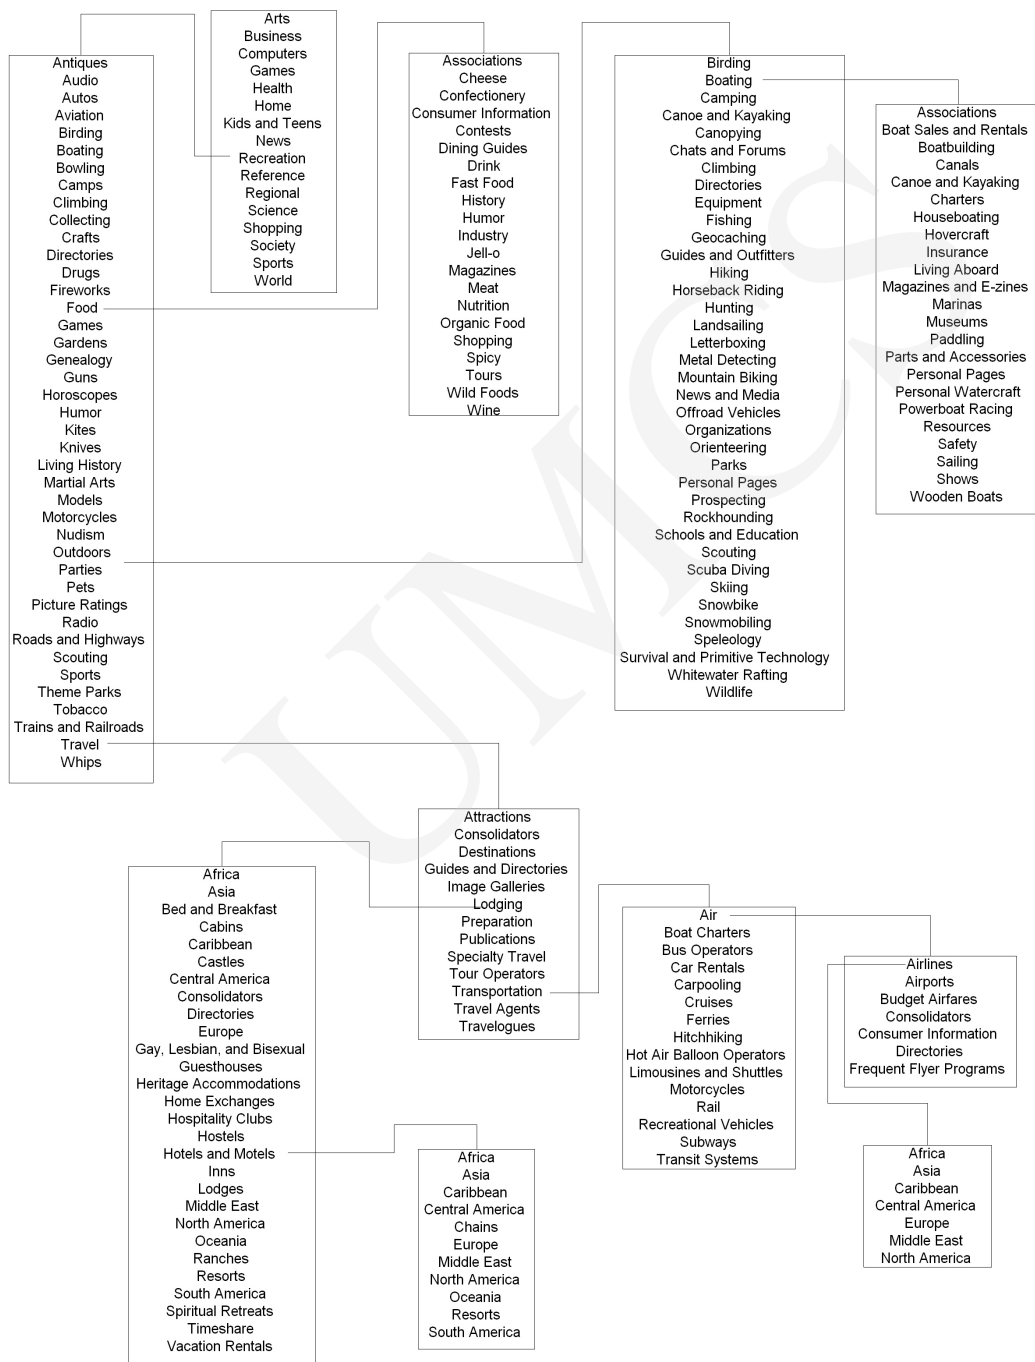 Arts
Business
Computers
Games
Health
Home
Kids and Teens
News
Recreation
Reference
Regional
Science
Shopping
Society
Sports
World
Antiques
Audio
Autos
Aviation
Birding
Boating
Bowling
Camps
Climbing
Collecting
Crafts
Directories
Drugs
Fireworks
Food
Games
Gardens
Genealogy
Guns
Horoscopes
Humor
Kites
Knives
Living History
Martial Arts
Models
Motorcycles
Nudism
Outdoors
Parties
Pets
Picture Ratings
Radio
Roads and Highways
Scouting
Sports
Theme Parks
Tobacco
Trains and Railroads
Travel
Whips
Associations
Cheese
Confectionery
Consumer Information
Contests
Dining Guides
Drink
Fast Food
History
Humor
Industry
Jell-o
Magazines
Meat
Nutrition
Organic Food
Shopping
Spicy
Tours
Wild Foods
Wine
Birding
Boating
Camping
Canoe and Kayaking
Canopying
Chats and Forums
Climbing
Directories
Equipment
Fishing
Geocaching
Guides and Outfitters
Hiking
Horseback Riding
Hunting
Landsailing
Letterboxing
Metal Detecting
Mountain Biking
News and Media
Offroad Vehicles
Organizations
Orienteering
Parks
Personal Pages
Prospecting
Rockhounding
Schools and Education
Scouting
Scuba Diving
Skiing
Snowbike
Snowmobiling
Speleology
Survival and Primitive Technology
Whitewater Rafting
Wildlife
Associations
Boat Sales and Rentals
Boatbuilding
Canals
Canoe and Kayaking
Charters
Houseboating
Hovercraft
Insurance
Living Aboard
Magazines and E-zines
Marinas
Museums
Paddling
Parts and Accessories
Personal Pages
Personal Watercraft
Powerboat Racing
Resources
Safety
Sailing
Shows
Wooden Boats
Attractions
Consolidators
Destinations
Guides and Directories
Image Galleries
Lodging
Preparation
Publications
Specialty Travel
Tour Operators
Transportation
Travel Agents
Travelogues
Africa
Asia
Bed and Breakfast
Cabins
Caribbean
Castles
Central America
Consolidators
Directories
Europe
Gay, Lesbian, and Bisexual
Guesthouses
Heritage Accommodations
Home Exchanges
Hospitality Clubs
Hostels
Hotels and Motels
Inns
Lodges
Middle East
North America
Oceania
Ranches
Resorts
South America
Spiritual Retreats
Timeshare
Vacation Rentals
Africa
Asia
Caribbean
Central America
Chains
Europe
Middle East
North America
Oceania
Resorts
South America
Air
Boat Charters
Bus Operators
Car Rentals
Carpooling
Cruises
Ferries
Hitchhiking
Hot Air Balloon Operators
Limousines and Shuttles
Motorcycles
Rail
Recreational Vehicles
Subways
Transit Systems
Airlines
Airports
Budget Airfares
Consolidators
Consumer Information
Directories
Frequent Flyer Programs
Africa
Asia
Caribbean
Central America
Europe
Middle East
North America
UMCS